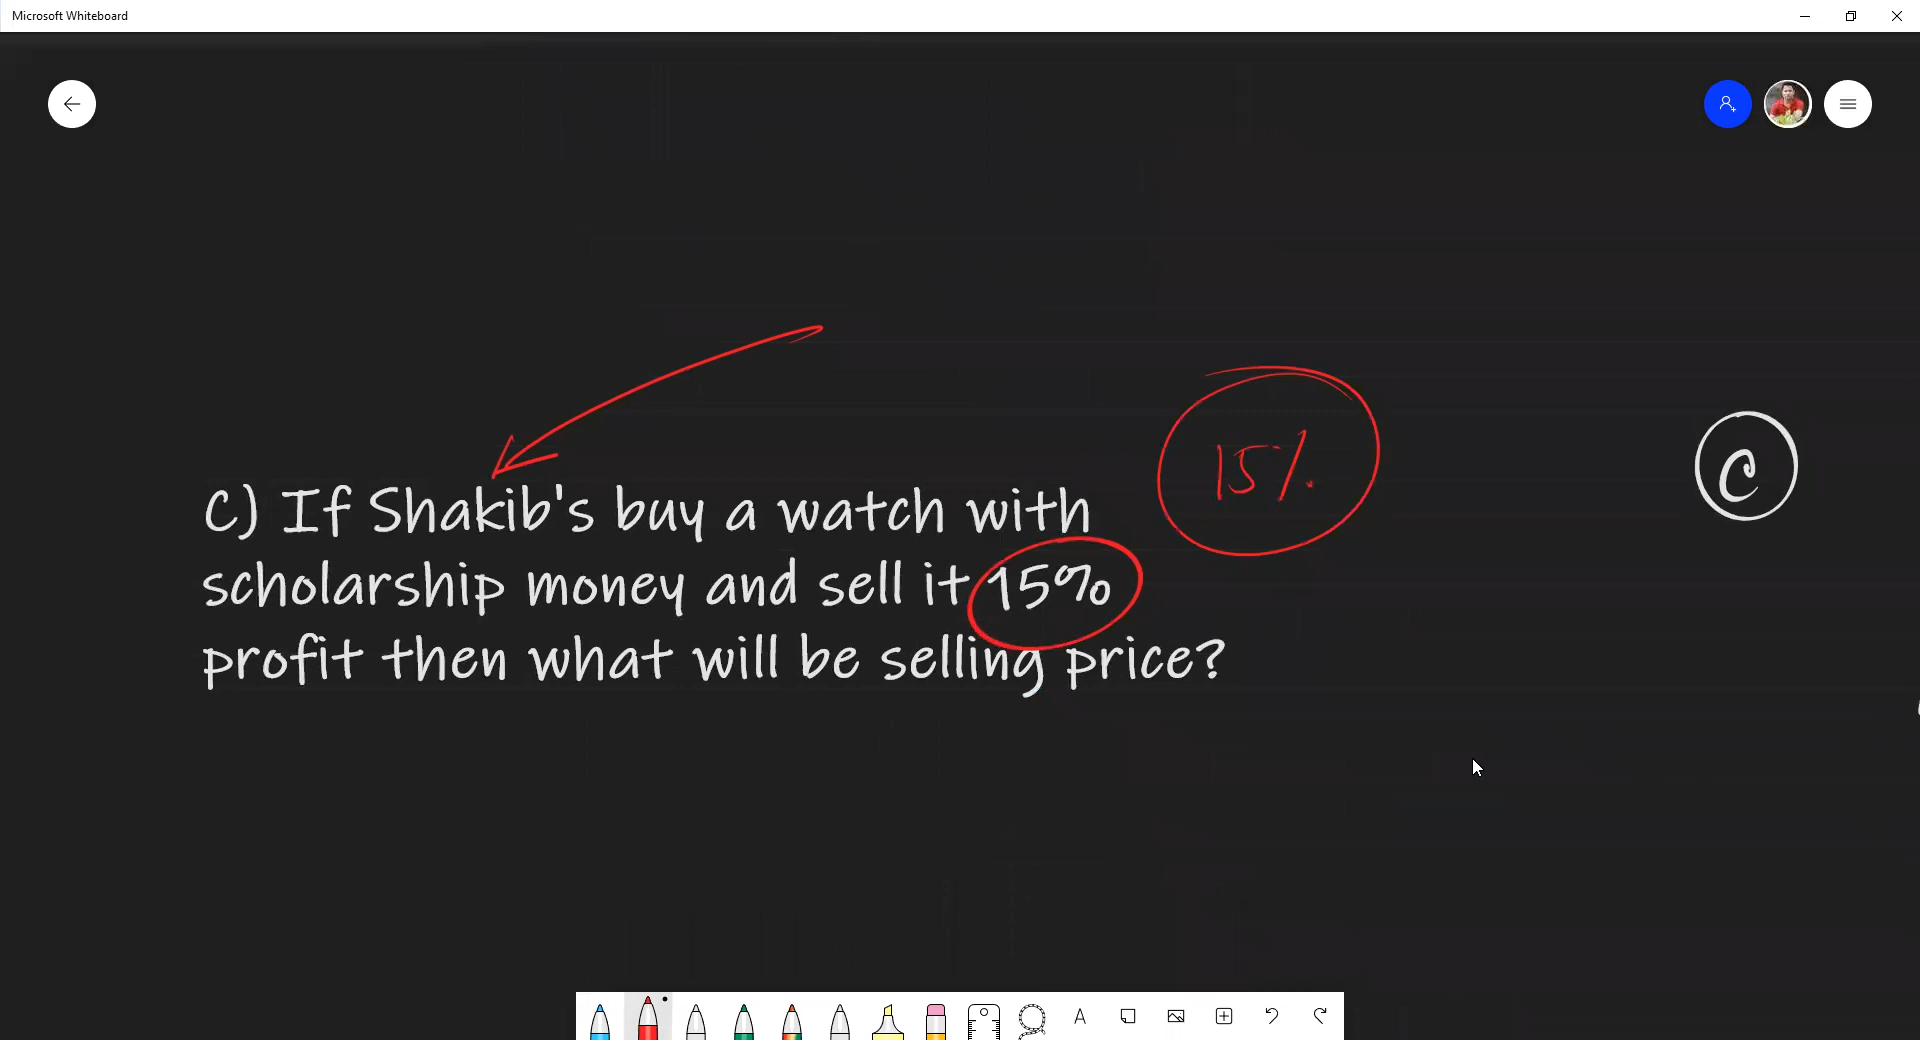 Microsoft Whiteboard
15%
C
C) If Shakib's buy a watch with
scholarship money and sell it 15%
profit then what will be selling price?
A